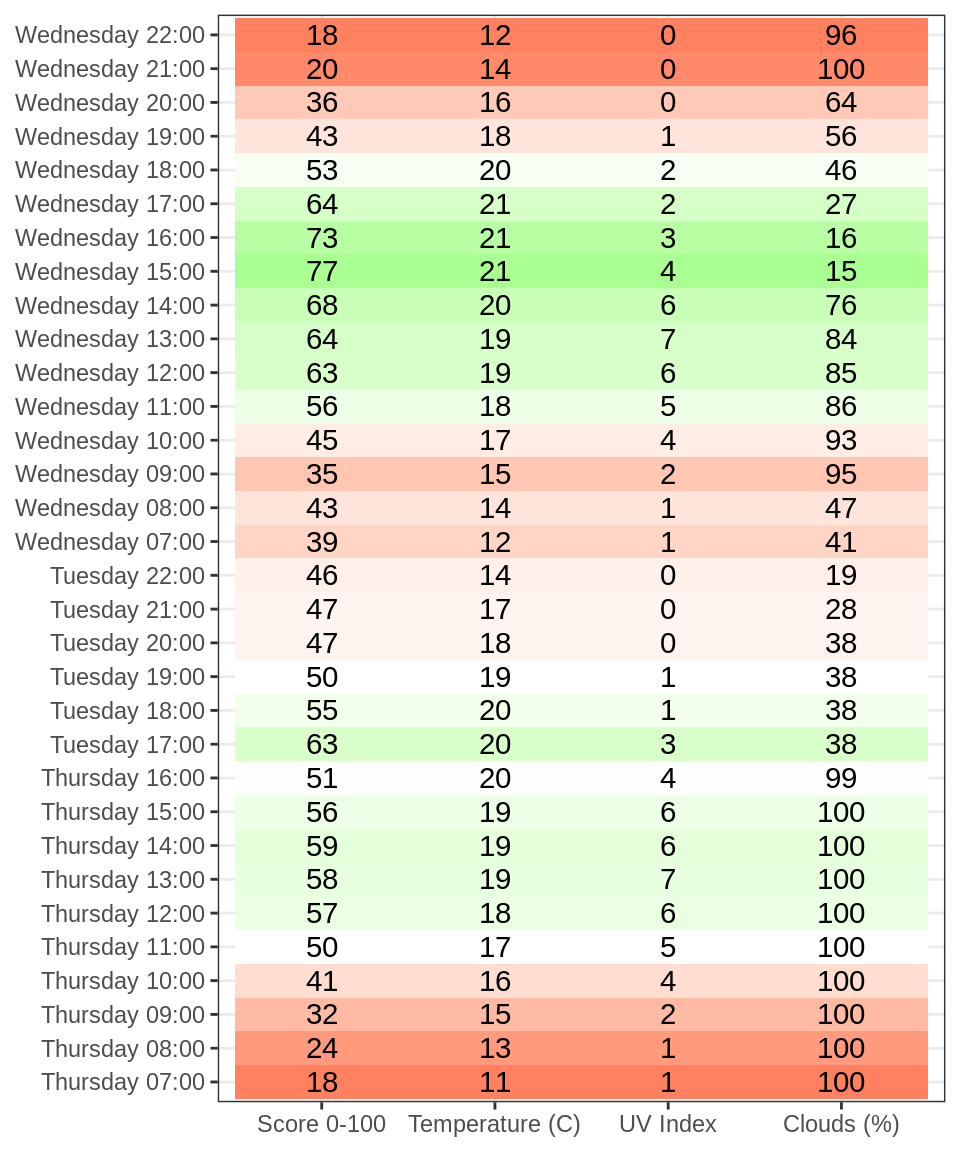 Wednesday 22:00 18 12 0 96
Wednesday 21:00 20 14 0 100
Wednesday 20:00 36 16 0 64
Wednesday 19:00 43 18 1 56
Wednesday 18:00 53 20 2 46
Wednesday 17:00 64 21 2 27
Wednesday 16:00 73 21 3 16
Wednesday 15:00 77 21 4 15
Wednesday 14:00 68 20 6 76
Wednesday 13:00 64 19 7 84
Wednesday 12:00 63 19 6 85
Wednesday 11:00 56 18 5 86
Wednesday 10:00 45 17 4 93
Wednesday 09:00 35 15 2 95
Wednesday 08:00 43 14 1 47
Wednesday 07:00 39 12 1 41
Tuesday 22:00 46 14 0 19
Tuesday 21:00 47 17 0 28
Tuesday 20:00 47 18 0 38
Tuesday 19:00 50 19 1 38
Tuesday 18:00 55 20 1 38
Tuesday 17:00 63 20 3 38
Thursday 16:00 51 20 4 99
Thursday 15:00 56 19 6 100
Thursday 14:00 59 19 6 100
Thursday 13:00 58 19 7 100
Thursday 12:00 57 18 6 100
Thursday 11:00 50 17 5 100
Thursday 10:00 41 16 4 100
Thursday 09:00 32 15 2 100
Thursday 08:00 24 13 1 100
Thursday 07:00 18 11 1 100
Score 0-100 Temperature (C) UV Index Clouds (%)